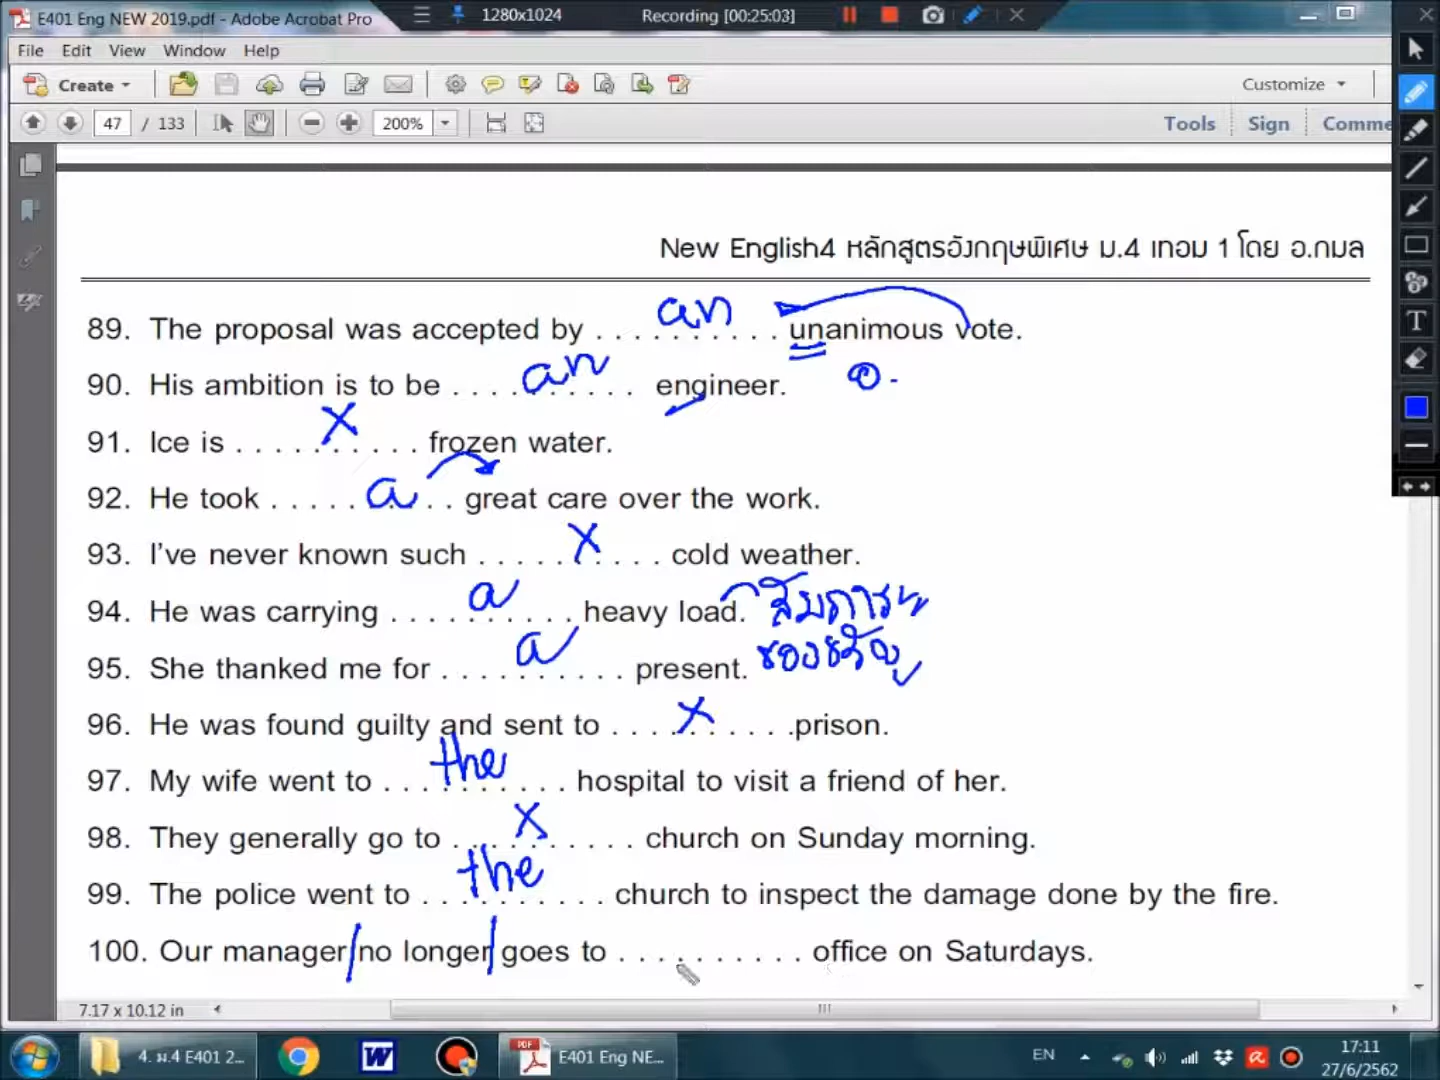 E401 Eng NEW 2019.pdf - Adobe Acrobat Pro
1280x1024
Recording [00:25:03]
File Edit View Window Help
Create
Customize
47 / 133
200%
Tools Sign Comme
New English4 หลักสูตรอังกฤษพิเศษ ม.4 เทอม 1 โดย อ.กมล
89. The proposal was accepted by . . . . . an . . . . . unanimous vote.
90. His ambition is to be . . . . an . . . . . engineer.
อ.
91. Ice is . . . . . X . . . . . frozen water.
92. He took . . . . . a . . great care over the work.
93. I've never known such . . . . . X . . . . cold weather.
94. He was carrying . . . . . a . . . . . heavy load. สัมภาระ
95. She thanked me for . . . . . a . . . . . present. ของขวัญ
96. He was found guilty and sent to . . . . X . . . . .prison.
97. My wife went to . . . . the . . . . . hospital to visit a friend of her.
98. They generally go to . . . . X . . . . . church on Sunday morning.
99. The police went to . . . . the . . . . . church to inspect the damage done by the fire.
100. Our manager/no longer/goes to . . . . . . . . . . office on Saturdays.
7.17 x 10.12 in
4. ม.4 E401 2...
E401 Eng NE...
EN
17:11
27/6/2562